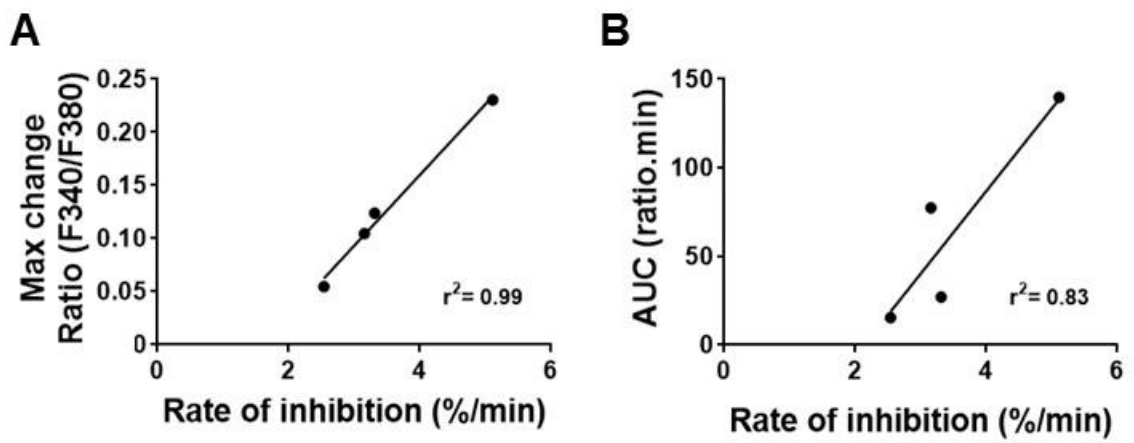 A
Max change
Ratio (F340/F380)
0.25
0.20
0.15
0.10
0.05
0
0
2
4
6
r²= 0.99
Rate of inhibition (%/min)
B
AUC (ratio.min)
150
100
50
0
0
2
4
6
r²= 0.83
Rate of inhibition (%/min)